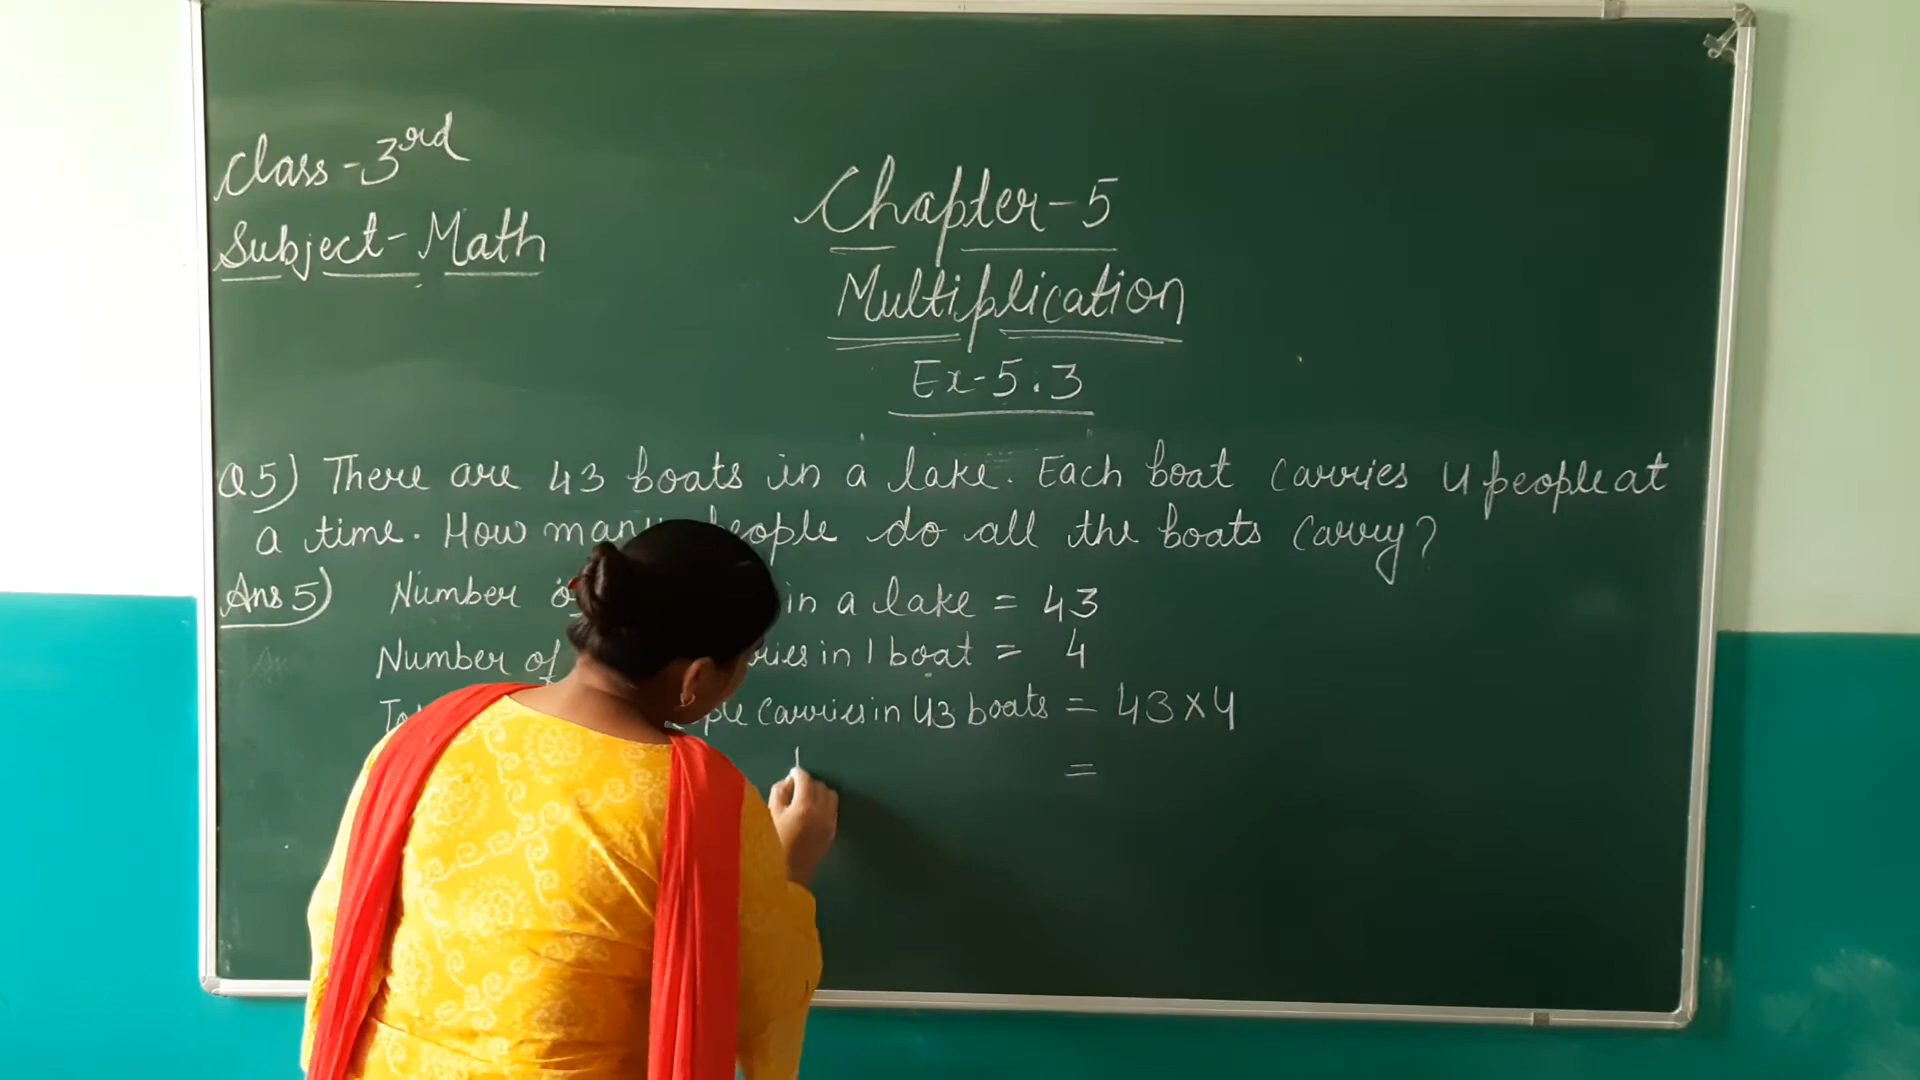 Class - 3rd
Subject - Math
Chapter - 5
Multiplication
Ex - 5.3
Q5) There are 43 boats in a lake. Each boat carries 4 people at
a time. How many people do all the boats carry?
Ans 5) Number in a lake = 43
Number of in 1 boat = 4
carries in 43 boats = 43 x 4
=